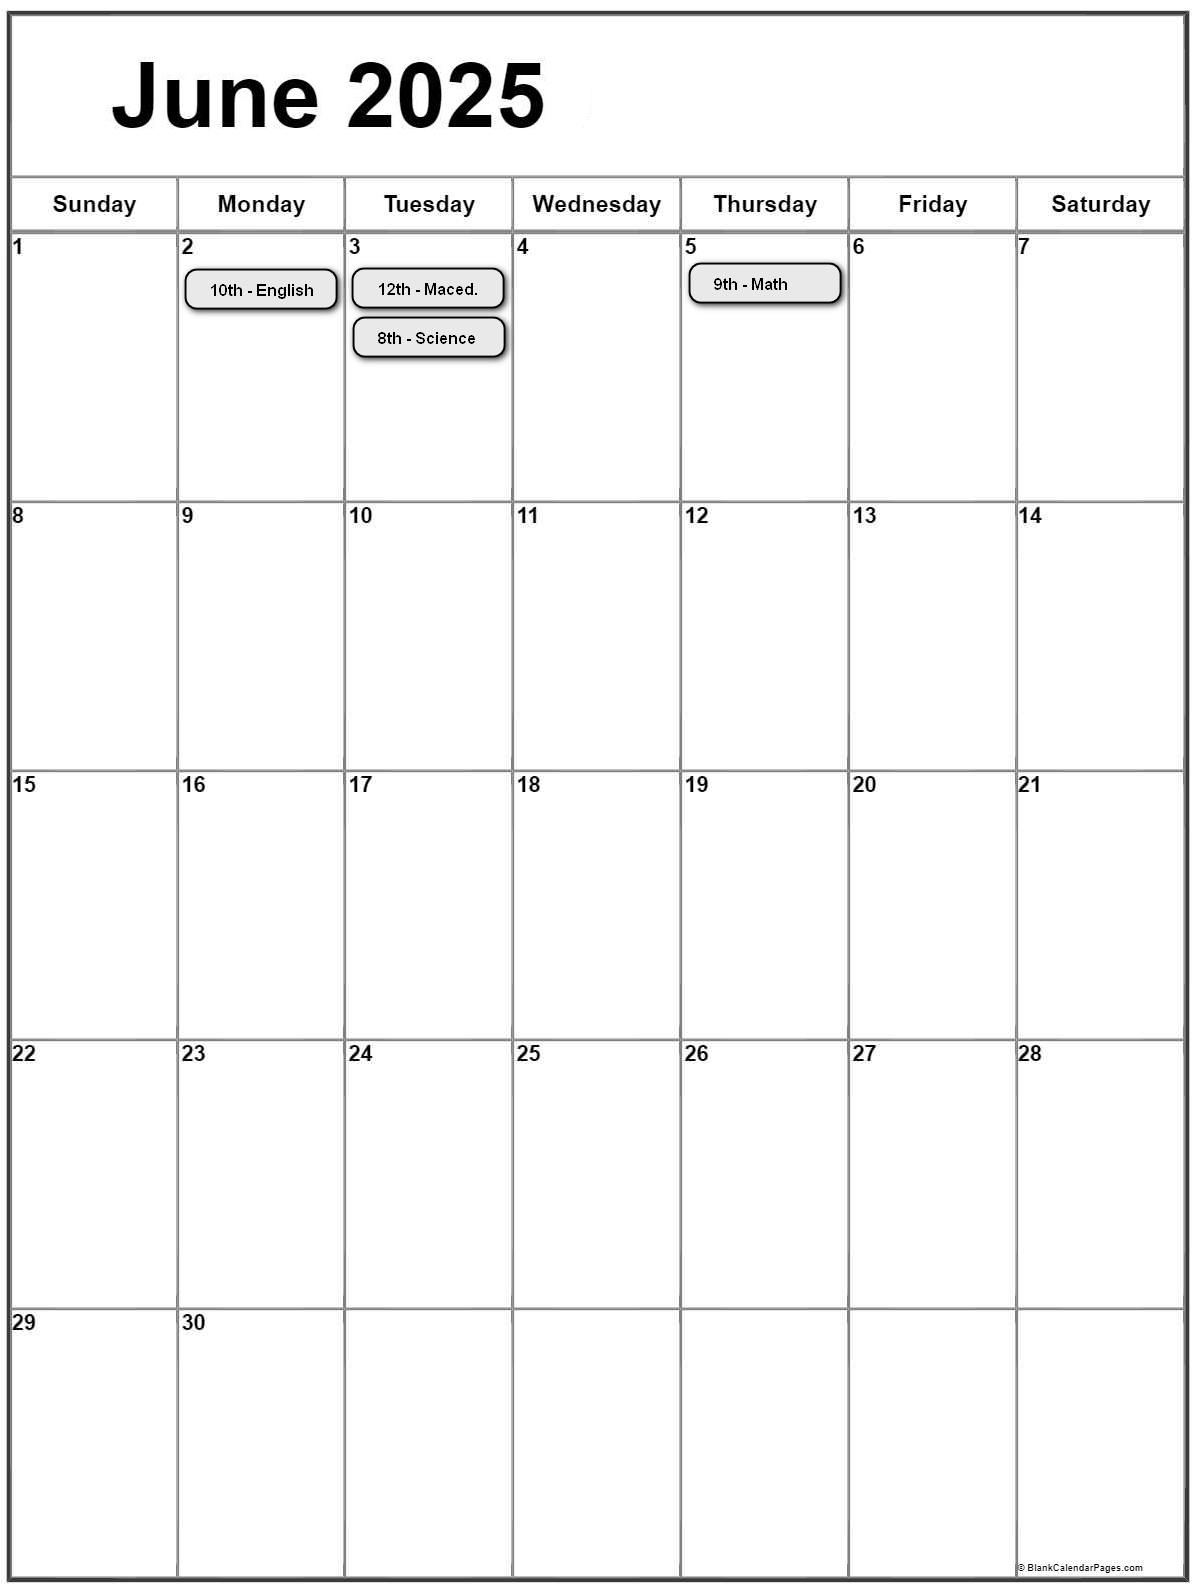 June 2025
Sunday Monday Tuesday Wednesday Thursday Friday Saturday
1 2 3 4 5 6 7
10th - English 12th - Maced. 9th - Math
8th - Science
8 9 10 11 12 13 14
15 16 17 18 19 20 21
22 23 24 25 26 27 28
29 30
© BlankCalendarPages.com